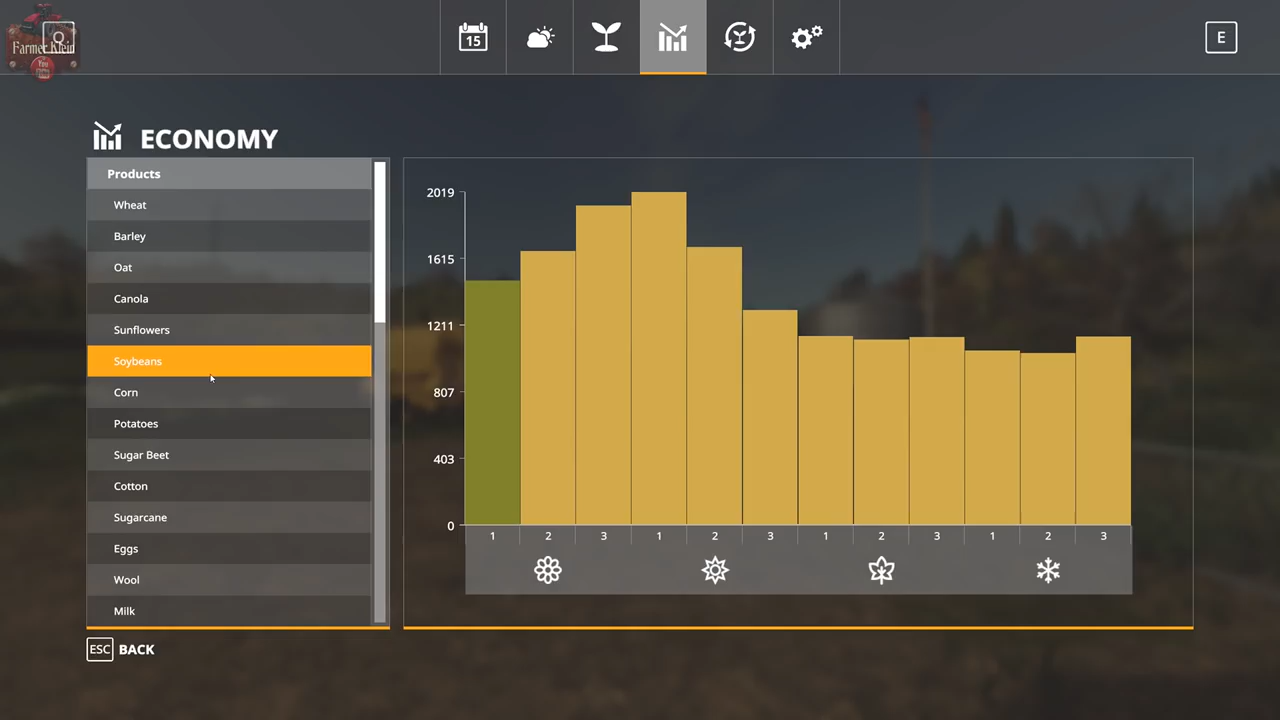 Q
Farmer Klein
You
Tube
15
E
ECONOMY
Products
Wheat
Barley
Oat
Canola
Sunflowers
Soybeans
Corn
Potatoes
Sugar Beet
Cotton
Sugarcane
Eggs
Wool
Milk
2019
1615
1211
807
403
0
1 2 3 1 2 3 1 2 3 1 2 3
ESC BACK